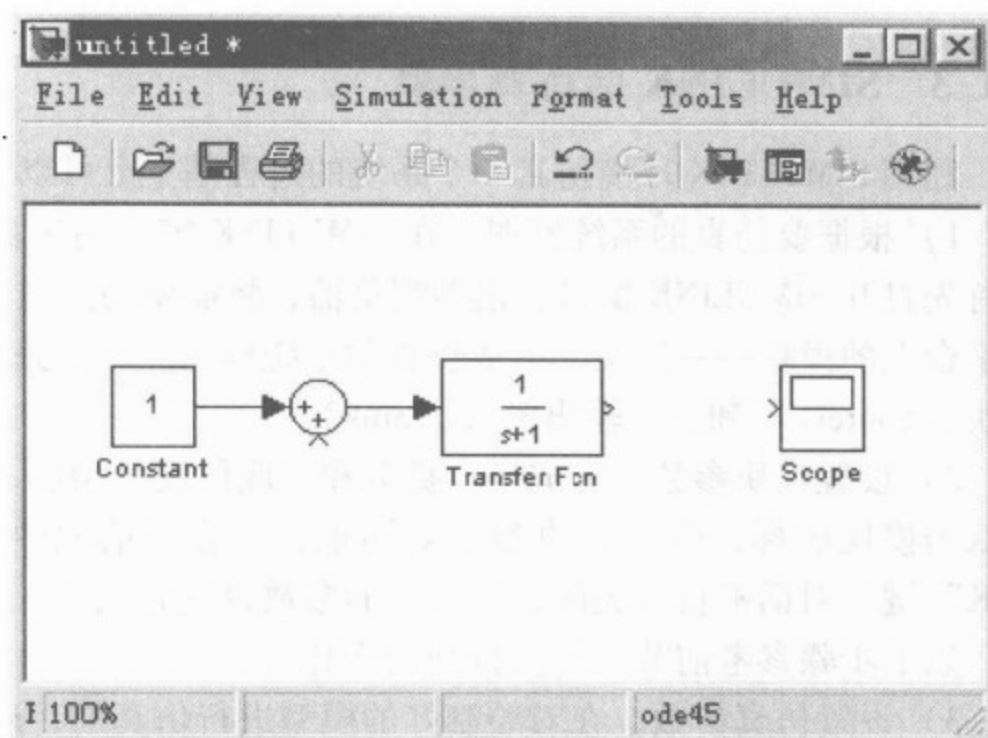 untitled *
File Edit View Simulation Format Tools Help
1
Constant
+
+
1
s+1
Transfer Fcn
Scope
100%
ode45